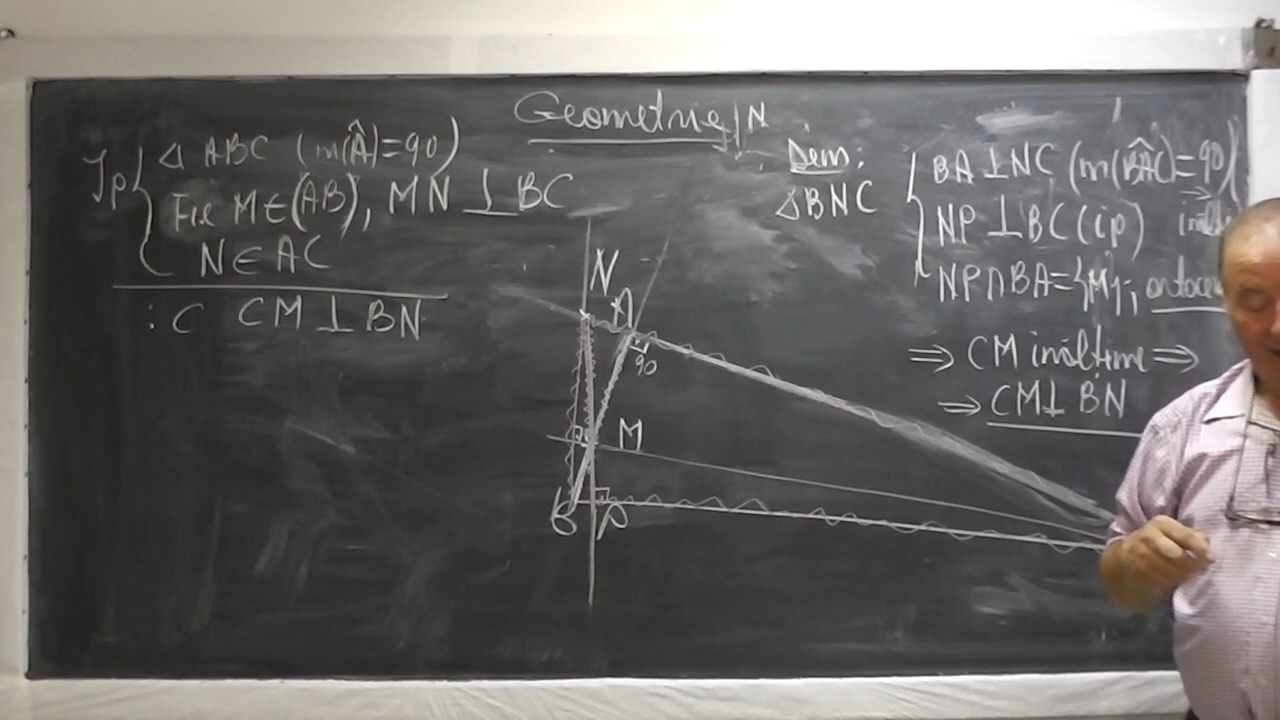 Geometrie
N
Ip
Δ ABC (m(Â)=90)
Fie M∈(AB), MN ⊥ BC
N∈AC
:C CM ⊥ BN
Dem:
Δ BNC
BA ⊥ NC (m(BÂC)=90)
NP ⊥ BC (ip)
NP∩BA={M};
⇒ CM înălțime ⇒
⇒ CM ⊥ BN
N
A
90
M
B
P